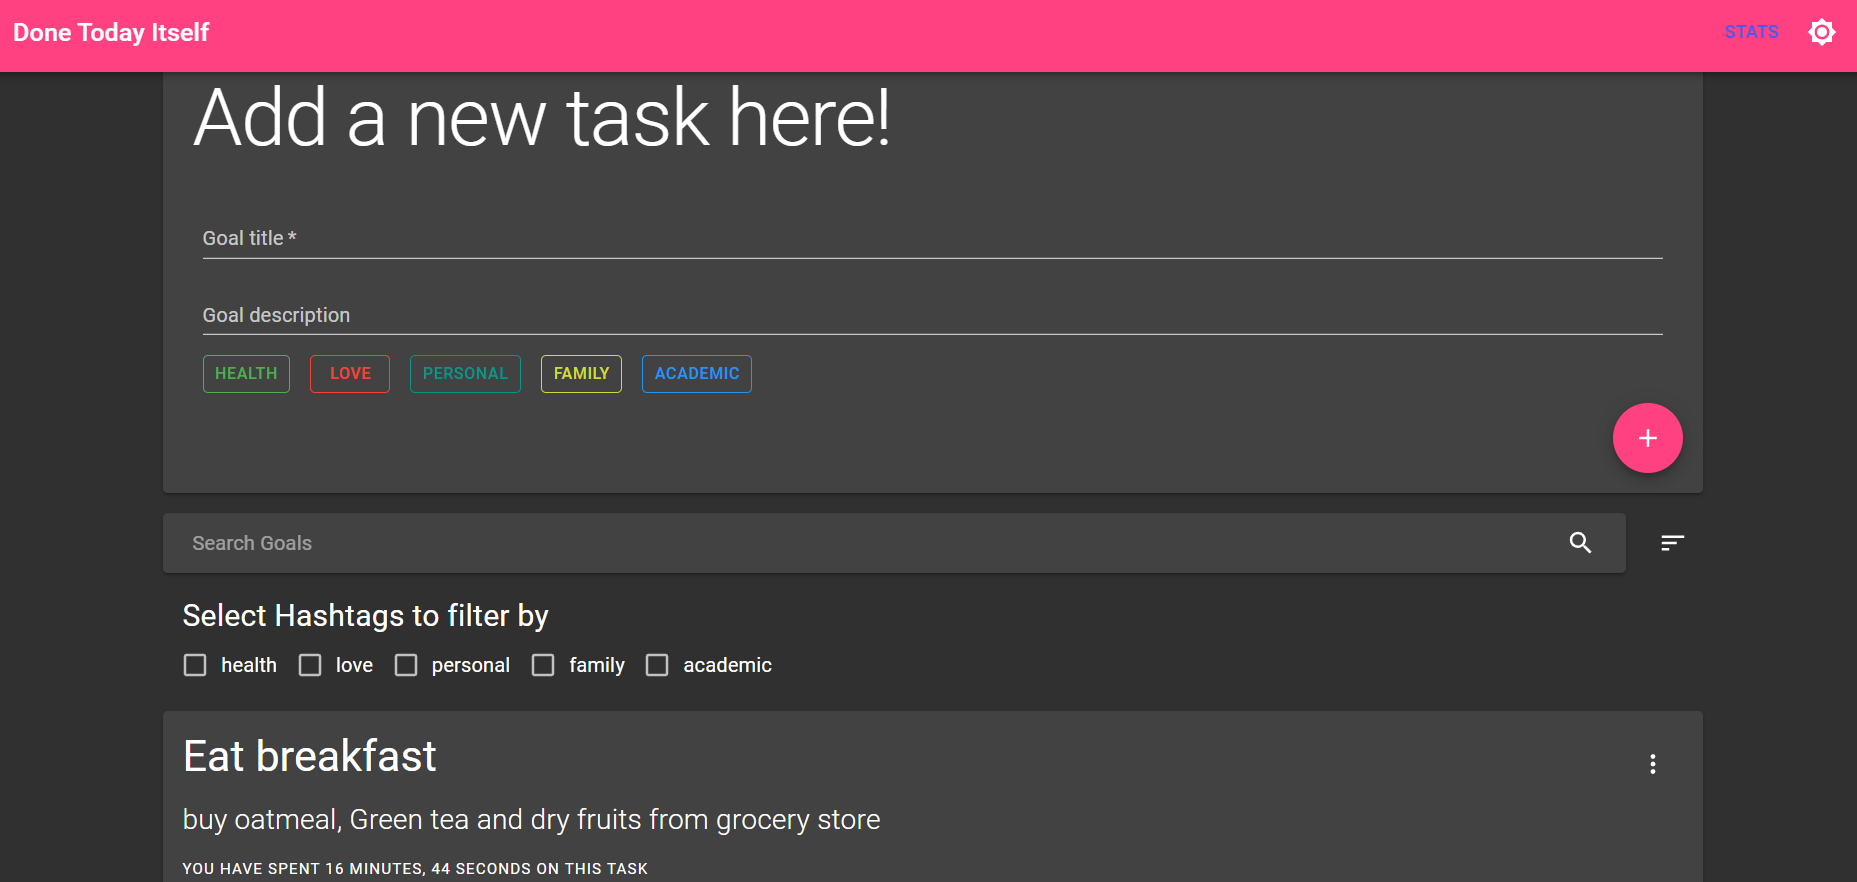 Done Today Itself
STATS
Add a new task here!
Goal title *
Goal description
HEALTH LOVE PERSONAL FAMILY ACADEMIC
+
Search Goals
Select Hashtags to filter by
health love personal family academic
Eat breakfast
buy oatmeal, Green tea and dry fruits from grocery store
YOU HAVE SPENT 16 MINUTES, 44 SECONDS ON THIS TASK